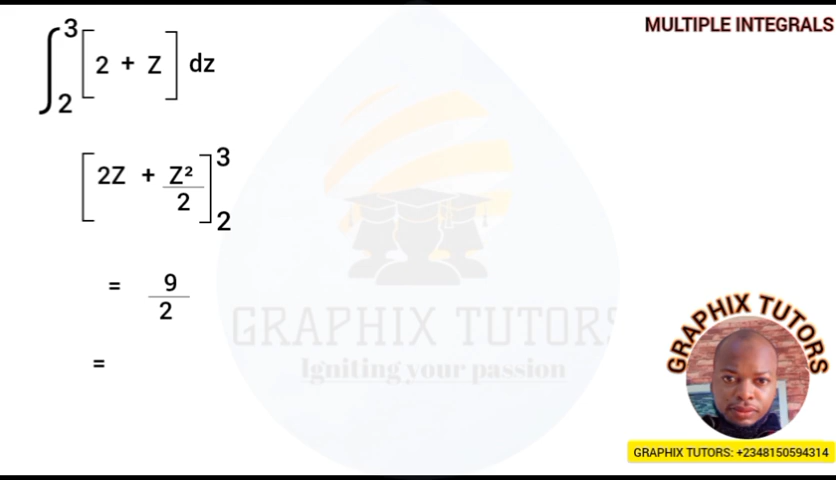 MULTIPLE INTEGRALS
∫₂³ [2 + Z] dz
[2Z + Z²/2]₂³
= 9/2
=
GRAPHIX TUTORS
Igniting your passion
GRAPHIX TUTORS
GRAPHIX TUTORS: +2348150594314